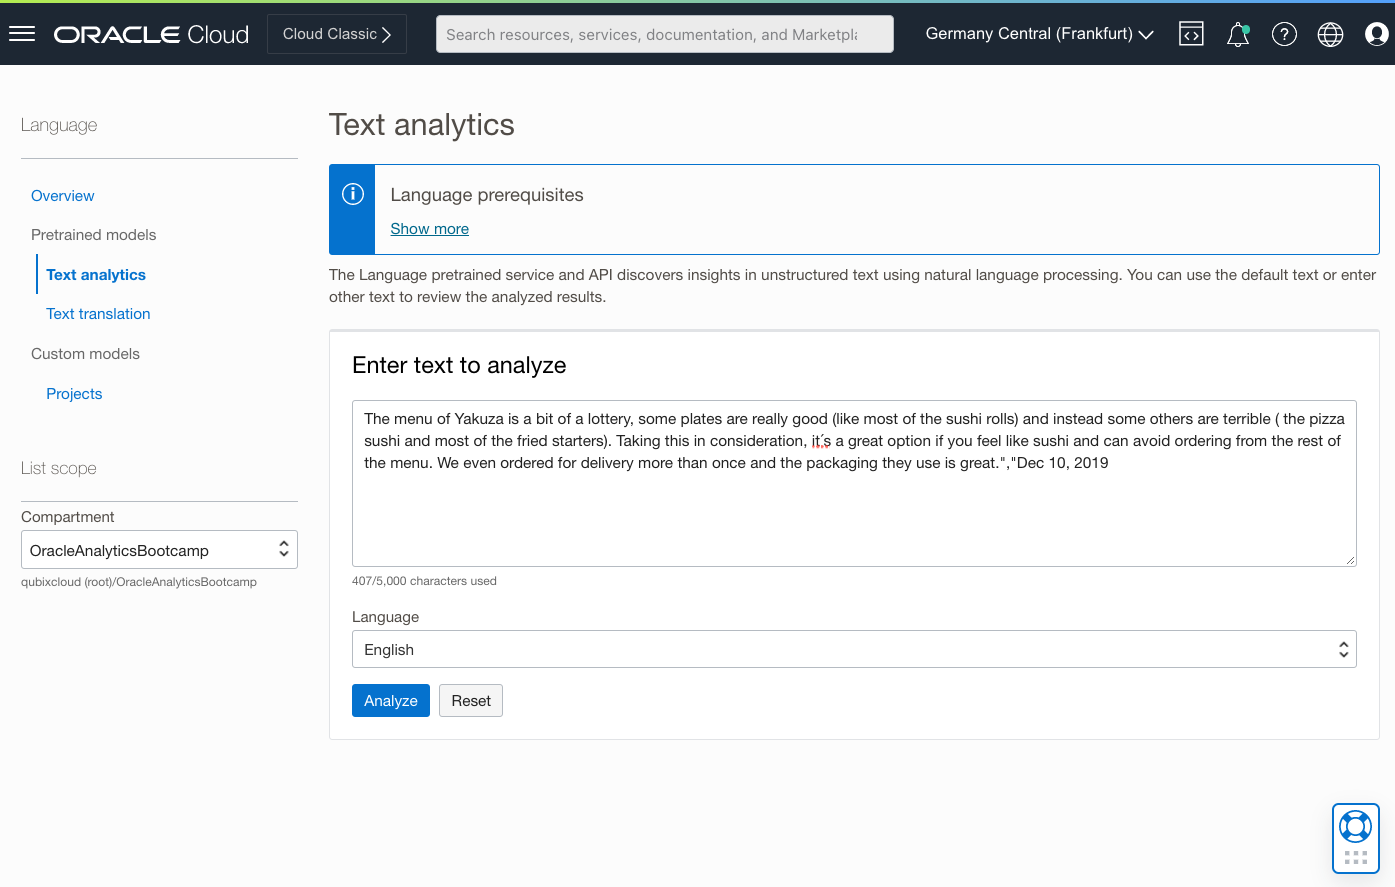 ORACLE Cloud
Cloud Classic
Search resources, services, documentation, and Marketpla
Germany Central (Frankfurt)
Language
Overview
Pretrained models
Text analytics
Text translation
Custom models
Projects
List scope
Compartment
OracleAnalyticsBootcamp
qubixcloud (root)/OracleAnalyticsBootcamp
Text analytics
Language prerequisites
Show more
The Language pretrained service and API discovers insights in unstructured text using natural language processing. You can use the default text or enter
other text to review the analyzed results.
Enter text to analyze
The menu of Yakuza is a bit of a lottery, some plates are really good (like most of the sushi rolls) and instead some others are terrible ( the pizza
sushi and most of the fried starters). Taking this in consideration, it´s a great option if you feel like sushi and can avoid ordering from the rest of
the menu. We even ordered for delivery more than once and the packaging they use is great.","Dec 10, 2019
407/5,000 characters used
Language
English
Analyze
Reset